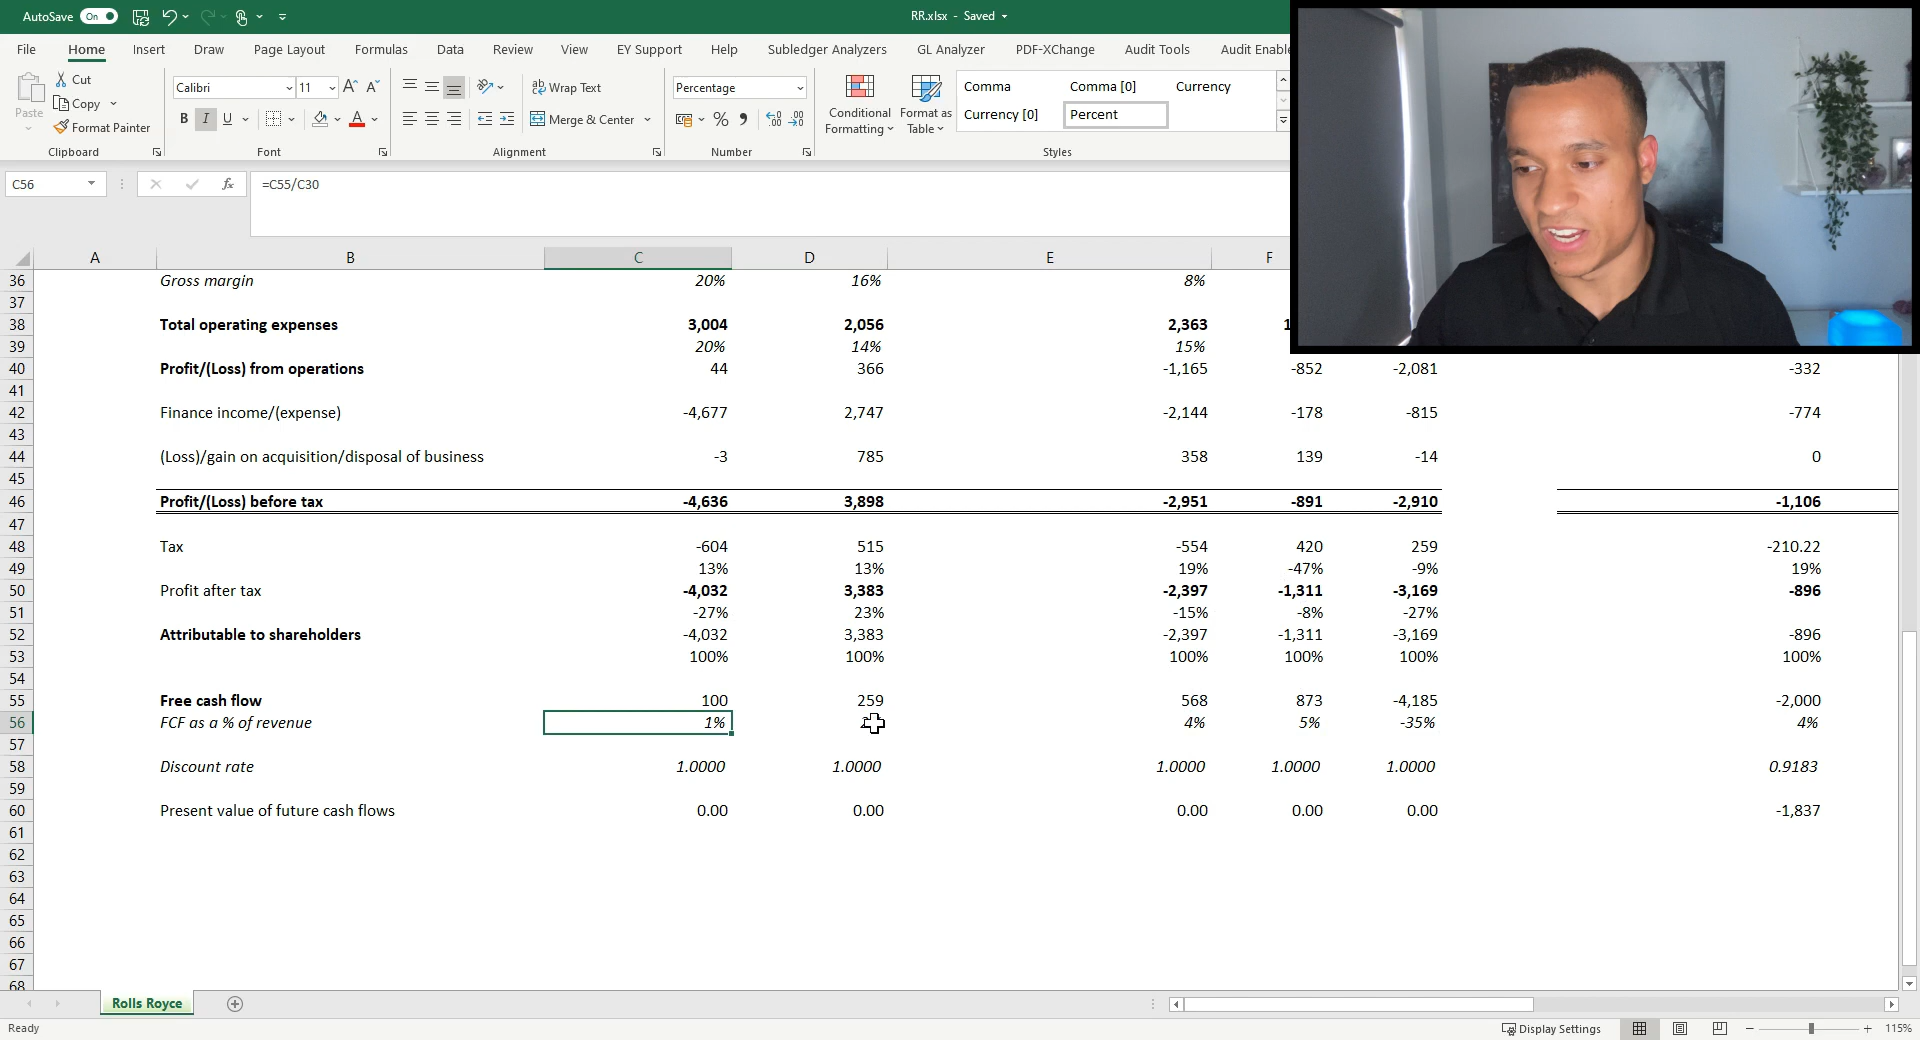 AutoSave On RR.xlsx - Saved
File Home Insert Draw Page Layout Formulas Data Review View EY Support Help Subledger Analyzers GL Analyzer PDF-XChange Audit Tools Audit Enable
Paste
Cut
Copy
Format Painter
Clipboard
Calibri 11
B I U
Font
Wrap Text
Merge & Center
Alignment
Percentage
Number
Conditional Formatting
Format as Table
Comma Comma [0] Currency
Currency [0] Percent
Styles
C56 fx =C55/C30
A B C D E F
36 Gross margin 20% 16% 8%
37
38 Total operating expenses 3,004 2,056 2,363 1
39 20% 14% 15%
40 Profit/(Loss) from operations 44 366 -1,165 -852 -2,081 -332
41
42 Finance income/(expense) -4,677 2,747 -2,144 -178 -815 -774
43
44 (Loss)/gain on acquisition/disposal of business -3 785 358 139 -14 0
45
46 Profit/(Loss) before tax -4,636 3,898 -2,951 -891 -2,910 -1,106
47
48 Tax -604 515 -554 420 259 -210.22
49 13% 13% 19% -47% -9% 19%
50 Profit after tax -4,032 3,383 -2,397 -1,311 -3,169 -896
51 -27% 23% -15% -8% -27%
52 Attributable to shareholders -4,032 3,383 -2,397 -1,311 -3,169 -896
53 100% 100% 100% 100% 100% 100%
54
55 Free cash flow 100 259 568 873 -4,185 -2,000
56 FCF as a % of revenue 1% 4% 5% -35% 4%
57
58 Discount rate 1.0000 1.0000 1.0000 1.0000 1.0000 0.9183
59
60 Present value of future cash flows 0.00 0.00 0.00 0.00 0.00 -1,837
61
62
63
64
65
66
67
68
Rolls Royce
Ready Display Settings 115%